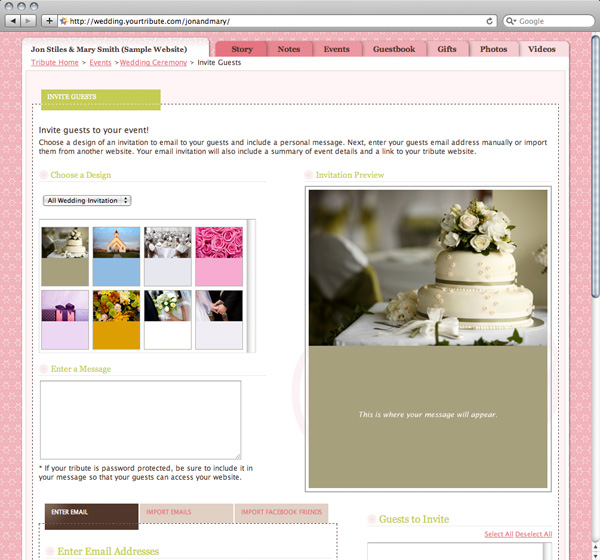 http://wedding.yourtribute.com/jonandmary/
Google
Jon Stiles & Mary Smith (Sample Website)
Story
Notes
Events
Guestbook
Gifts
Photos
Videos
Tribute Home > Events >Wedding Ceremony > Invite Guests
INVITE GUESTS
Invite guests to your event!
Choose a design of an invitation to email to your guests and include a personal message. Next, enter your guests email address manually or import
them from another website. Your email invitation will also include a summary of event details and a link to your tribute website.
Choose a Design
All Wedding Invitation
Invitation Preview
This is where your message will appear.
Enter a Message
* If your tribute is password protected, be sure to include it in
your message so that your guests can access your website.
ENTER EMAIL
IMPORT EMAILS
IMPORT FACEBOOK FRIENDS
Enter Email Addresses
Guests to Invite
Select All Deselect All